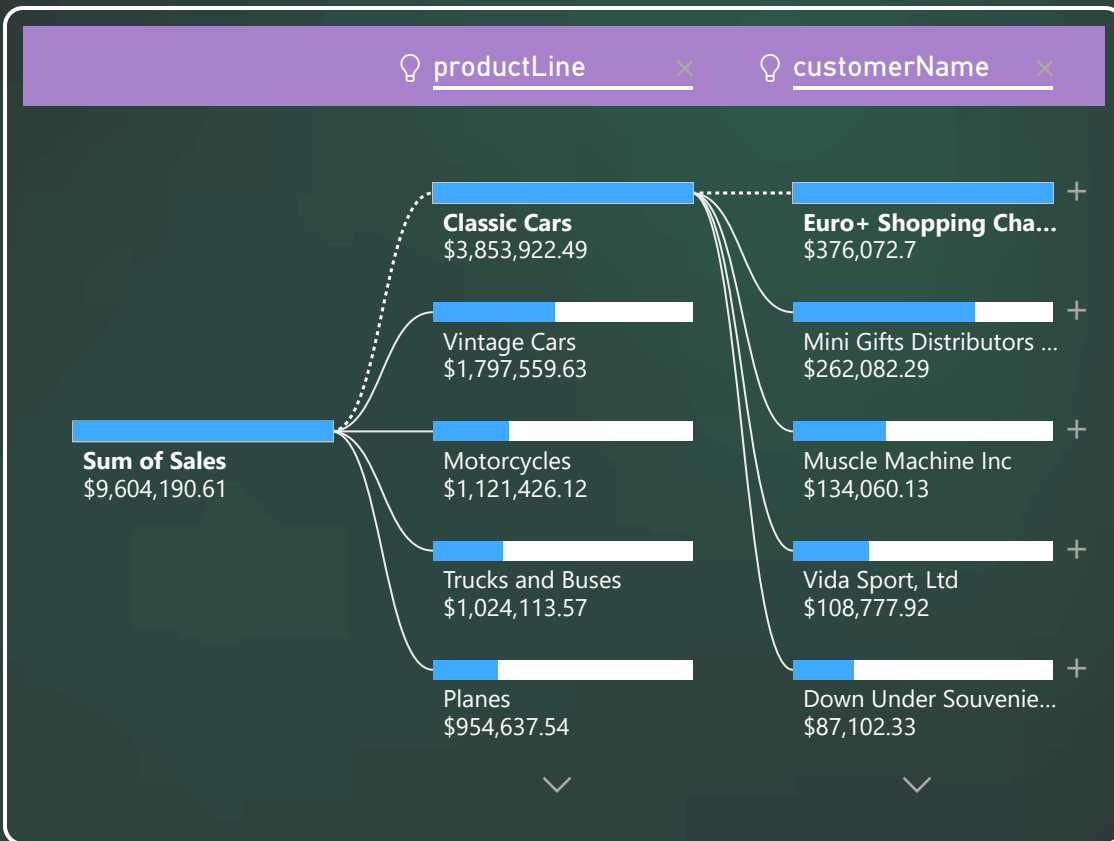 productLine
customerName
Classic Cars
$3,853,922.49
Euro+ Shopping Cha...
$376,072.7
Vintage Cars
$1,797,559.63
Mini Gifts Distributors ...
$262,082.29
Sum of Sales
$9,604,190.61
Motorcycles
$1,121,426.12
Muscle Machine Inc
$134,060.13
Trucks and Buses
$1,024,113.57
Vida Sport, Ltd
$108,777.92
Planes
$954,637.54
Down Under Souvenie...
$87,102.33